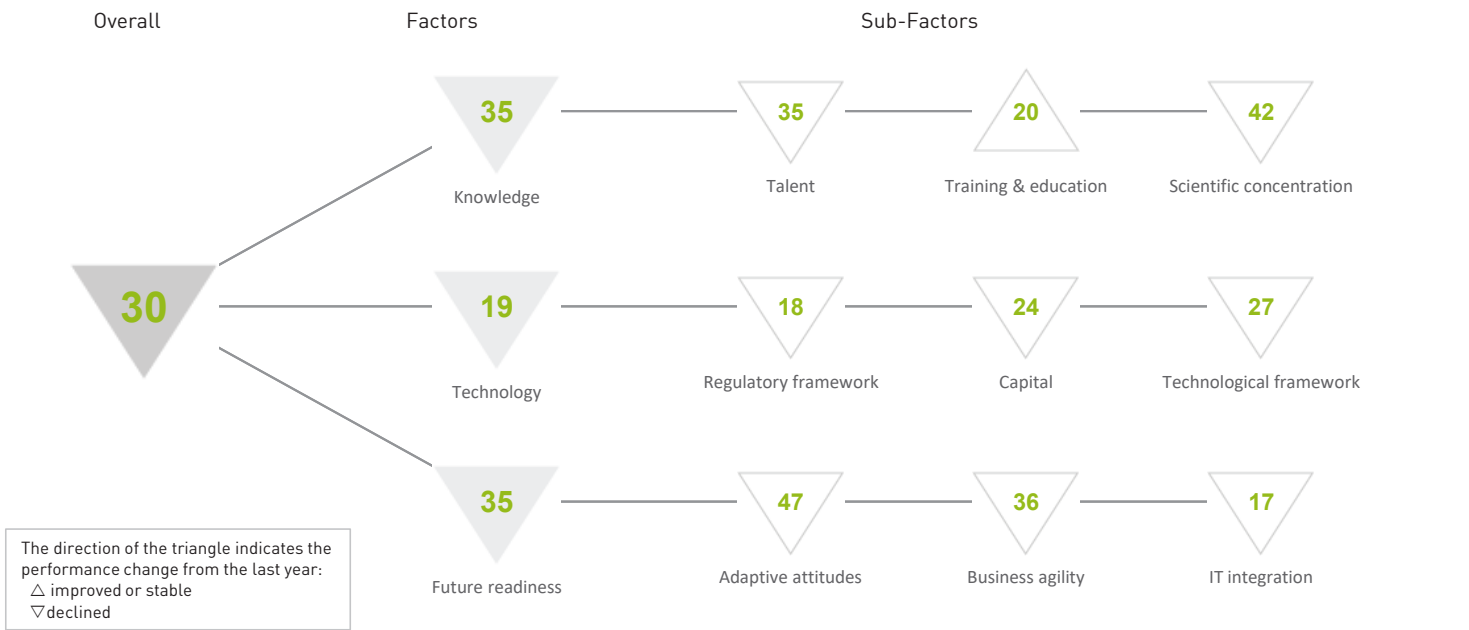 Overall
Factors
Sub-Factors
35
35
20
42
Knowledge
Talent
Training & education
Scientific concentration
30
19
18
24
27
Technology
Regulatory framework
Capital
Technological framework
35
47
36
17
Future readiness
Adaptive attitudes
Business agility
IT integration
The direction of the triangle indicates the
performance change from the last year:
△ improved or stable
▽ declined